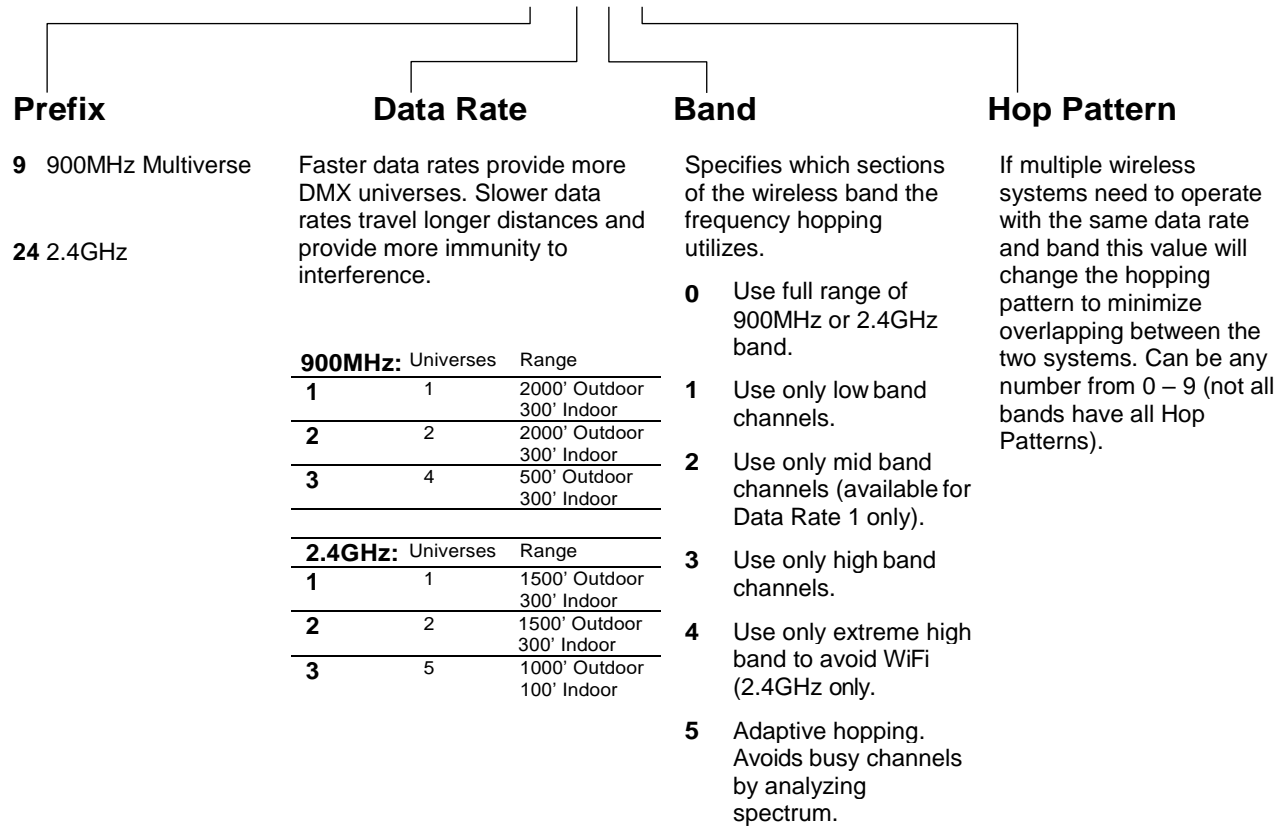 Prefix
9 900MHz Multiverse
24 2.4GHz
Data Rate
Faster data rates provide more
DMX universes. Slower data
rates travel longer distances and
provide more immunity to
interference.
900MHz: Universes Range
1 1 2000’ Outdoor
300’ Indoor
2 2 2000’ Outdoor
300’ Indoor
3 4 500’ Outdoor
300’ Indoor
2.4GHz: Universes Range
1 1 1500’ Outdoor
300’ Indoor
2 2 1500’ Outdoor
300’ Indoor
3 5 1000’ Outdoor
100’ Indoor
Band
Specifies which sections
of the wireless band the
frequency hopping
utilizes.
0 Use full range of
900MHz or 2.4GHz
band.
1 Use only low band
channels.
2 Use only mid band
channels (available for
Data Rate 1 only).
3 Use only high band
channels.
4 Use only extreme high
band to avoid WiFi
(2.4GHz only.
5 Adaptive hopping.
Avoids busy channels
by analyzing
spectrum.
Hop Pattern
If multiple wireless
systems need to operate
with the same data rate
and band this value will
change the hopping
pattern to minimize
overlapping between the
two systems. Can be any
number from 0 – 9 (not all
bands have all Hop
Patterns).